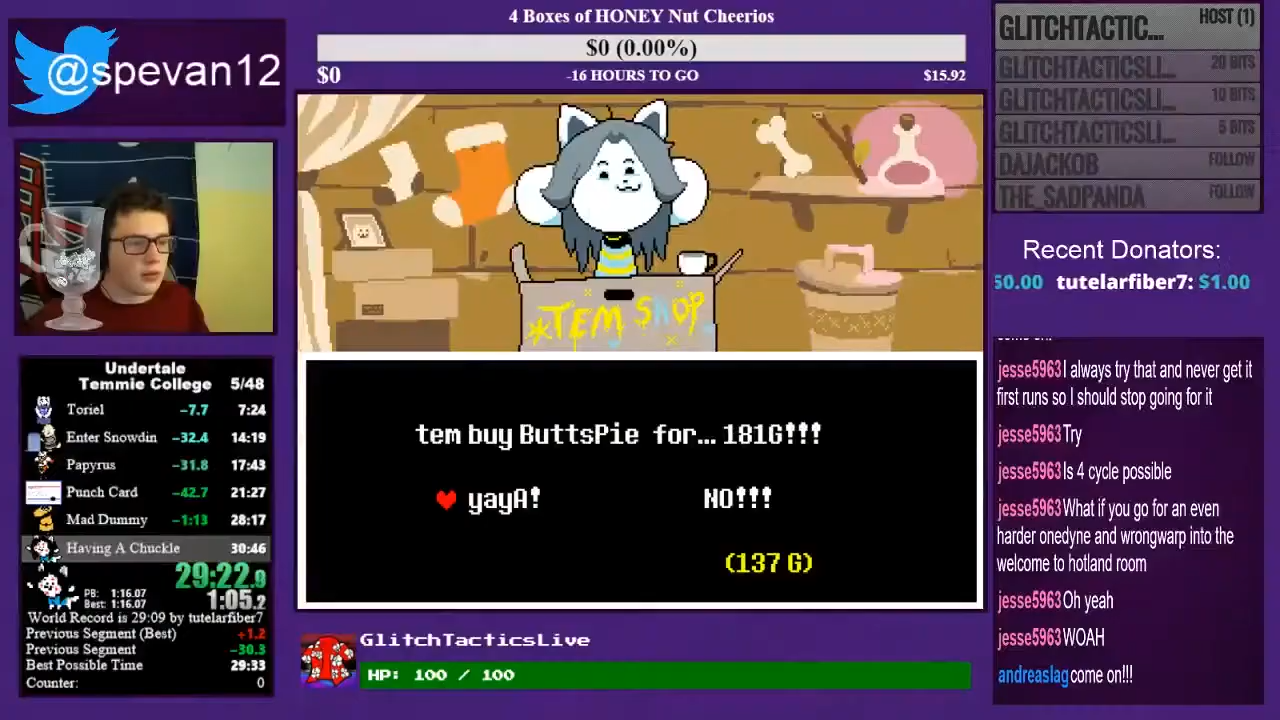 4 Boxes of HONEY Nut Cheerios
$0 (0.00%)
$0 -16 HOURS TO GO $15.92
@spevan12
GLITCHTACTIC... HOST (1)
GLITCHTACTICSLI... 20 BITS
GLITCHTACTICSLI... 10 BITS
GLITCHTACTICSLI... 5 BITS
DAJACKOB FOLLOW
THE_SADPANDA FOLLOW
Recent Donators:
50.00 tutelarfiber7: $1.00
TEM SHOP
tem buy ButtsPie for... 181G!!!
yayA! NO!!!
(137 G)
GlitchTacticsLive
HP: 100 / 100
Undertale
Temmie College 5/48
Toriel -7.7 7:24
Enter Snowdin -32.4 14:19
Papyrus -31.8 17:43
Punch Card -42.7 21:27
Mad Dummy -1:13 28:17
Having A Chuckle 30:46
29:22.9
PB: 1:16.07
Best: 1:16.07
1:05.2
World Record is 29:09 by tutelarfiber7
Previous Segment (Best) +1.2
Previous Segment -30.3
Best Possible Time 29:33
Counter: 0
jesse5963 I always try that and never get it
first runs so I should stop going for it
jesse5963 Try
jesse5963 Is 4 cycle possible
jesse5963 What if you go for an even
harder onedyne and wrongwarp into the
welcome to hotland room
jesse5963 Oh yeah
jesse5963 WOAH
andreaslag come on!!!